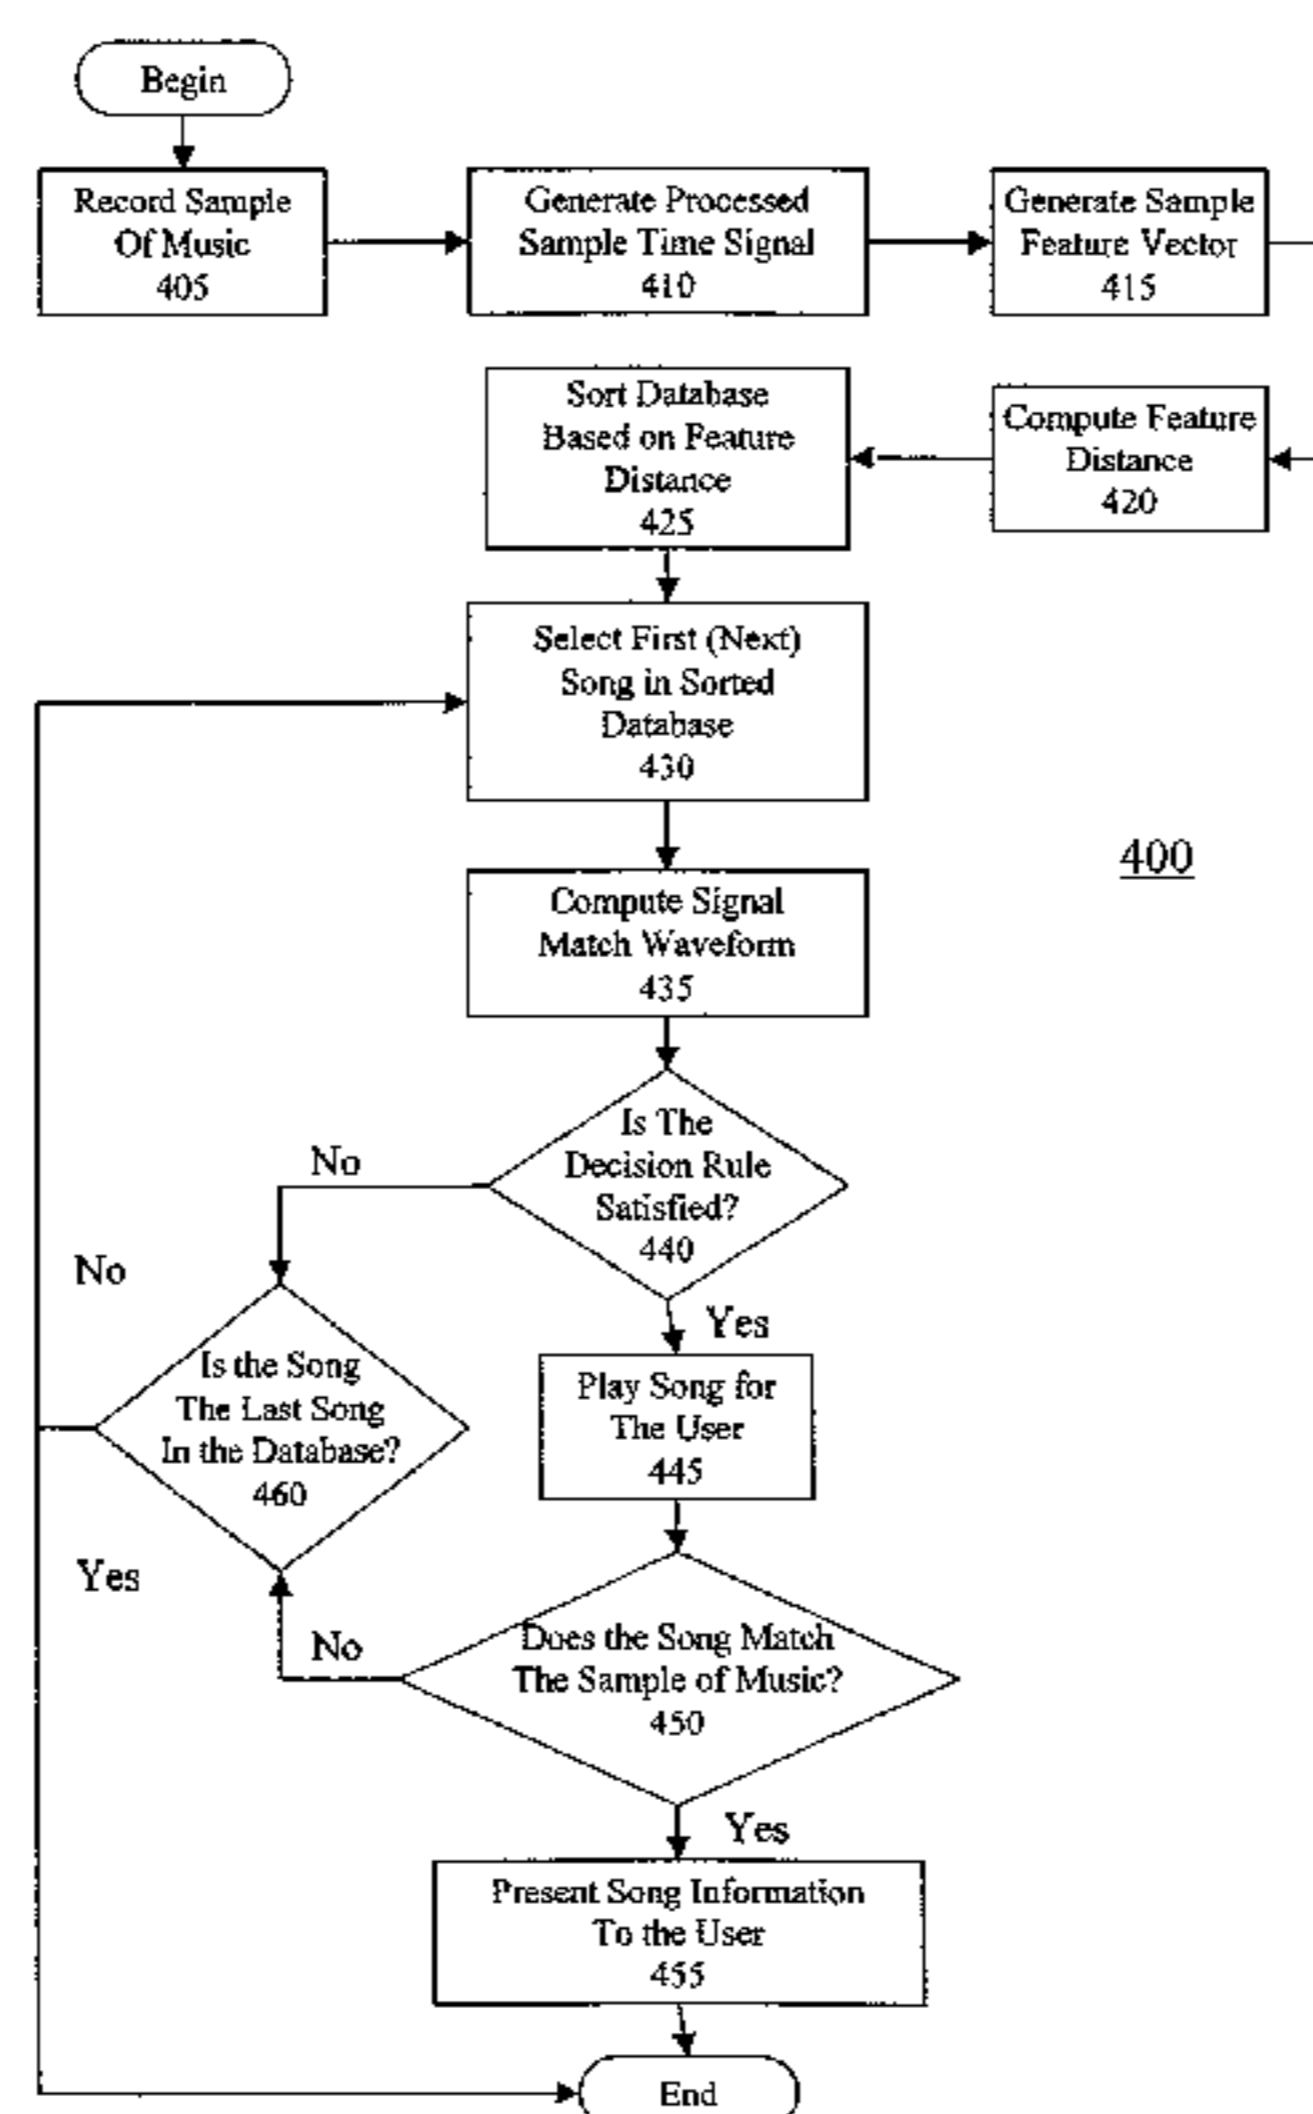 Begin
Record Sample
Of Music
405
Generate Processed
Sample Time Signal
410
Generate Sample
Feature Vector
415
Sort Database
Based on Feature
Distance
425
Compute Feature
Distance
420
Select First (Next)
Song in Sorted
Database
430
400
Compute Signal
Match Waveform
435
Is The
Decision Rule
Satisfied?
440
No
No
Yes
Is the Song
The Last Song
In the Database?
460
Play Song for
The User
445
Yes
No
Does the Song Match
The Sample of Music?
450
Yes
Present Song Information
To the User
455
End